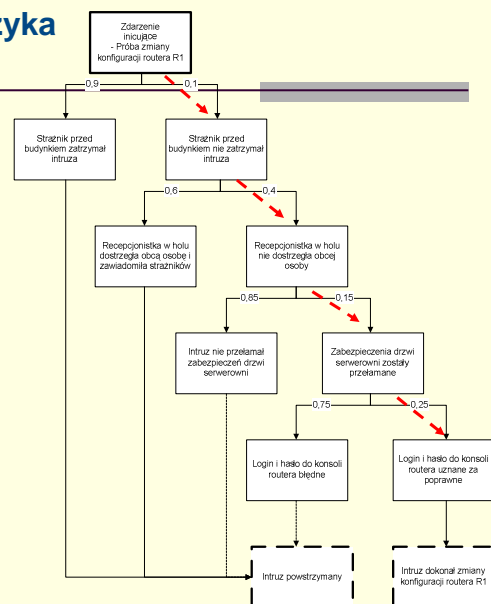 zyka
Zdarzenie
inicjujące
- Próba zmiany
konfiguracji routera R1
0,9
0,1
Strażnik przed
budynkiem zatrzymał
intruza
Strażnik przed
budynkiem nie zatrzymał
intruza
0,6
0,4
Recepcjonistka w holu
dostrzegła obcą osobę i
zawiadomiła strażników
Recepcjonistka w holu
nie dostrzegła obcej
osoby
0,85
0,15
Intruz nie przełamał
zabezpieczeń drzwi
serwerowni
Zabezpieczenia drzwi
serwerowni zostały
przełamane
0,75
0,25
Login i hasło do konsoli
routera błędne
Login i hasło do konsoli
routera uznane za
poprawne
Intruz powstrzymany
Intruz dokonał zmiany
konfiguracji routera R1